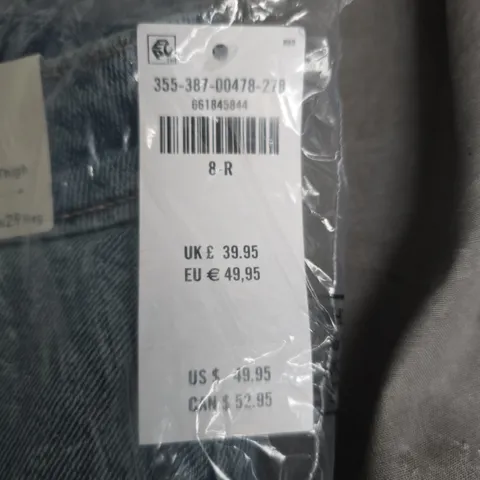 355-387-00478-278
661845844
8-R
UK £ 39.95
EU € 49,95
US $ 49.95
CAN $ 52.95